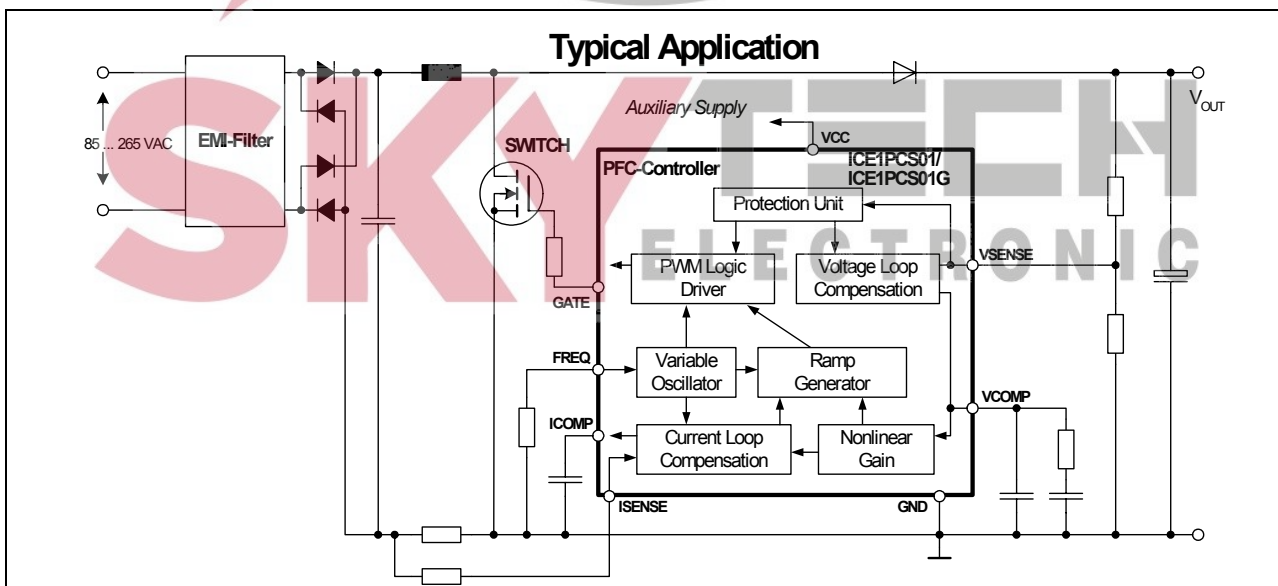 Typical Application
SKYTECH
ELECTRONIC
85 ... 265 VAC
EMI-Filter
SWITCH
Auxiliary Supply
VCC
V_OUT
PFC-Controller
ICE1PCS01/
ICE1PCS01G
Protection Unit
PWM Logic
Driver
Voltage Loop
Compensation
VSENSE
GATE
FREQ
Variable
Oscillator
Ramp
Generator
VCOMP
ICOMP
Current Loop
Compensation
Nonlinear
Gain
ISENSE
GND